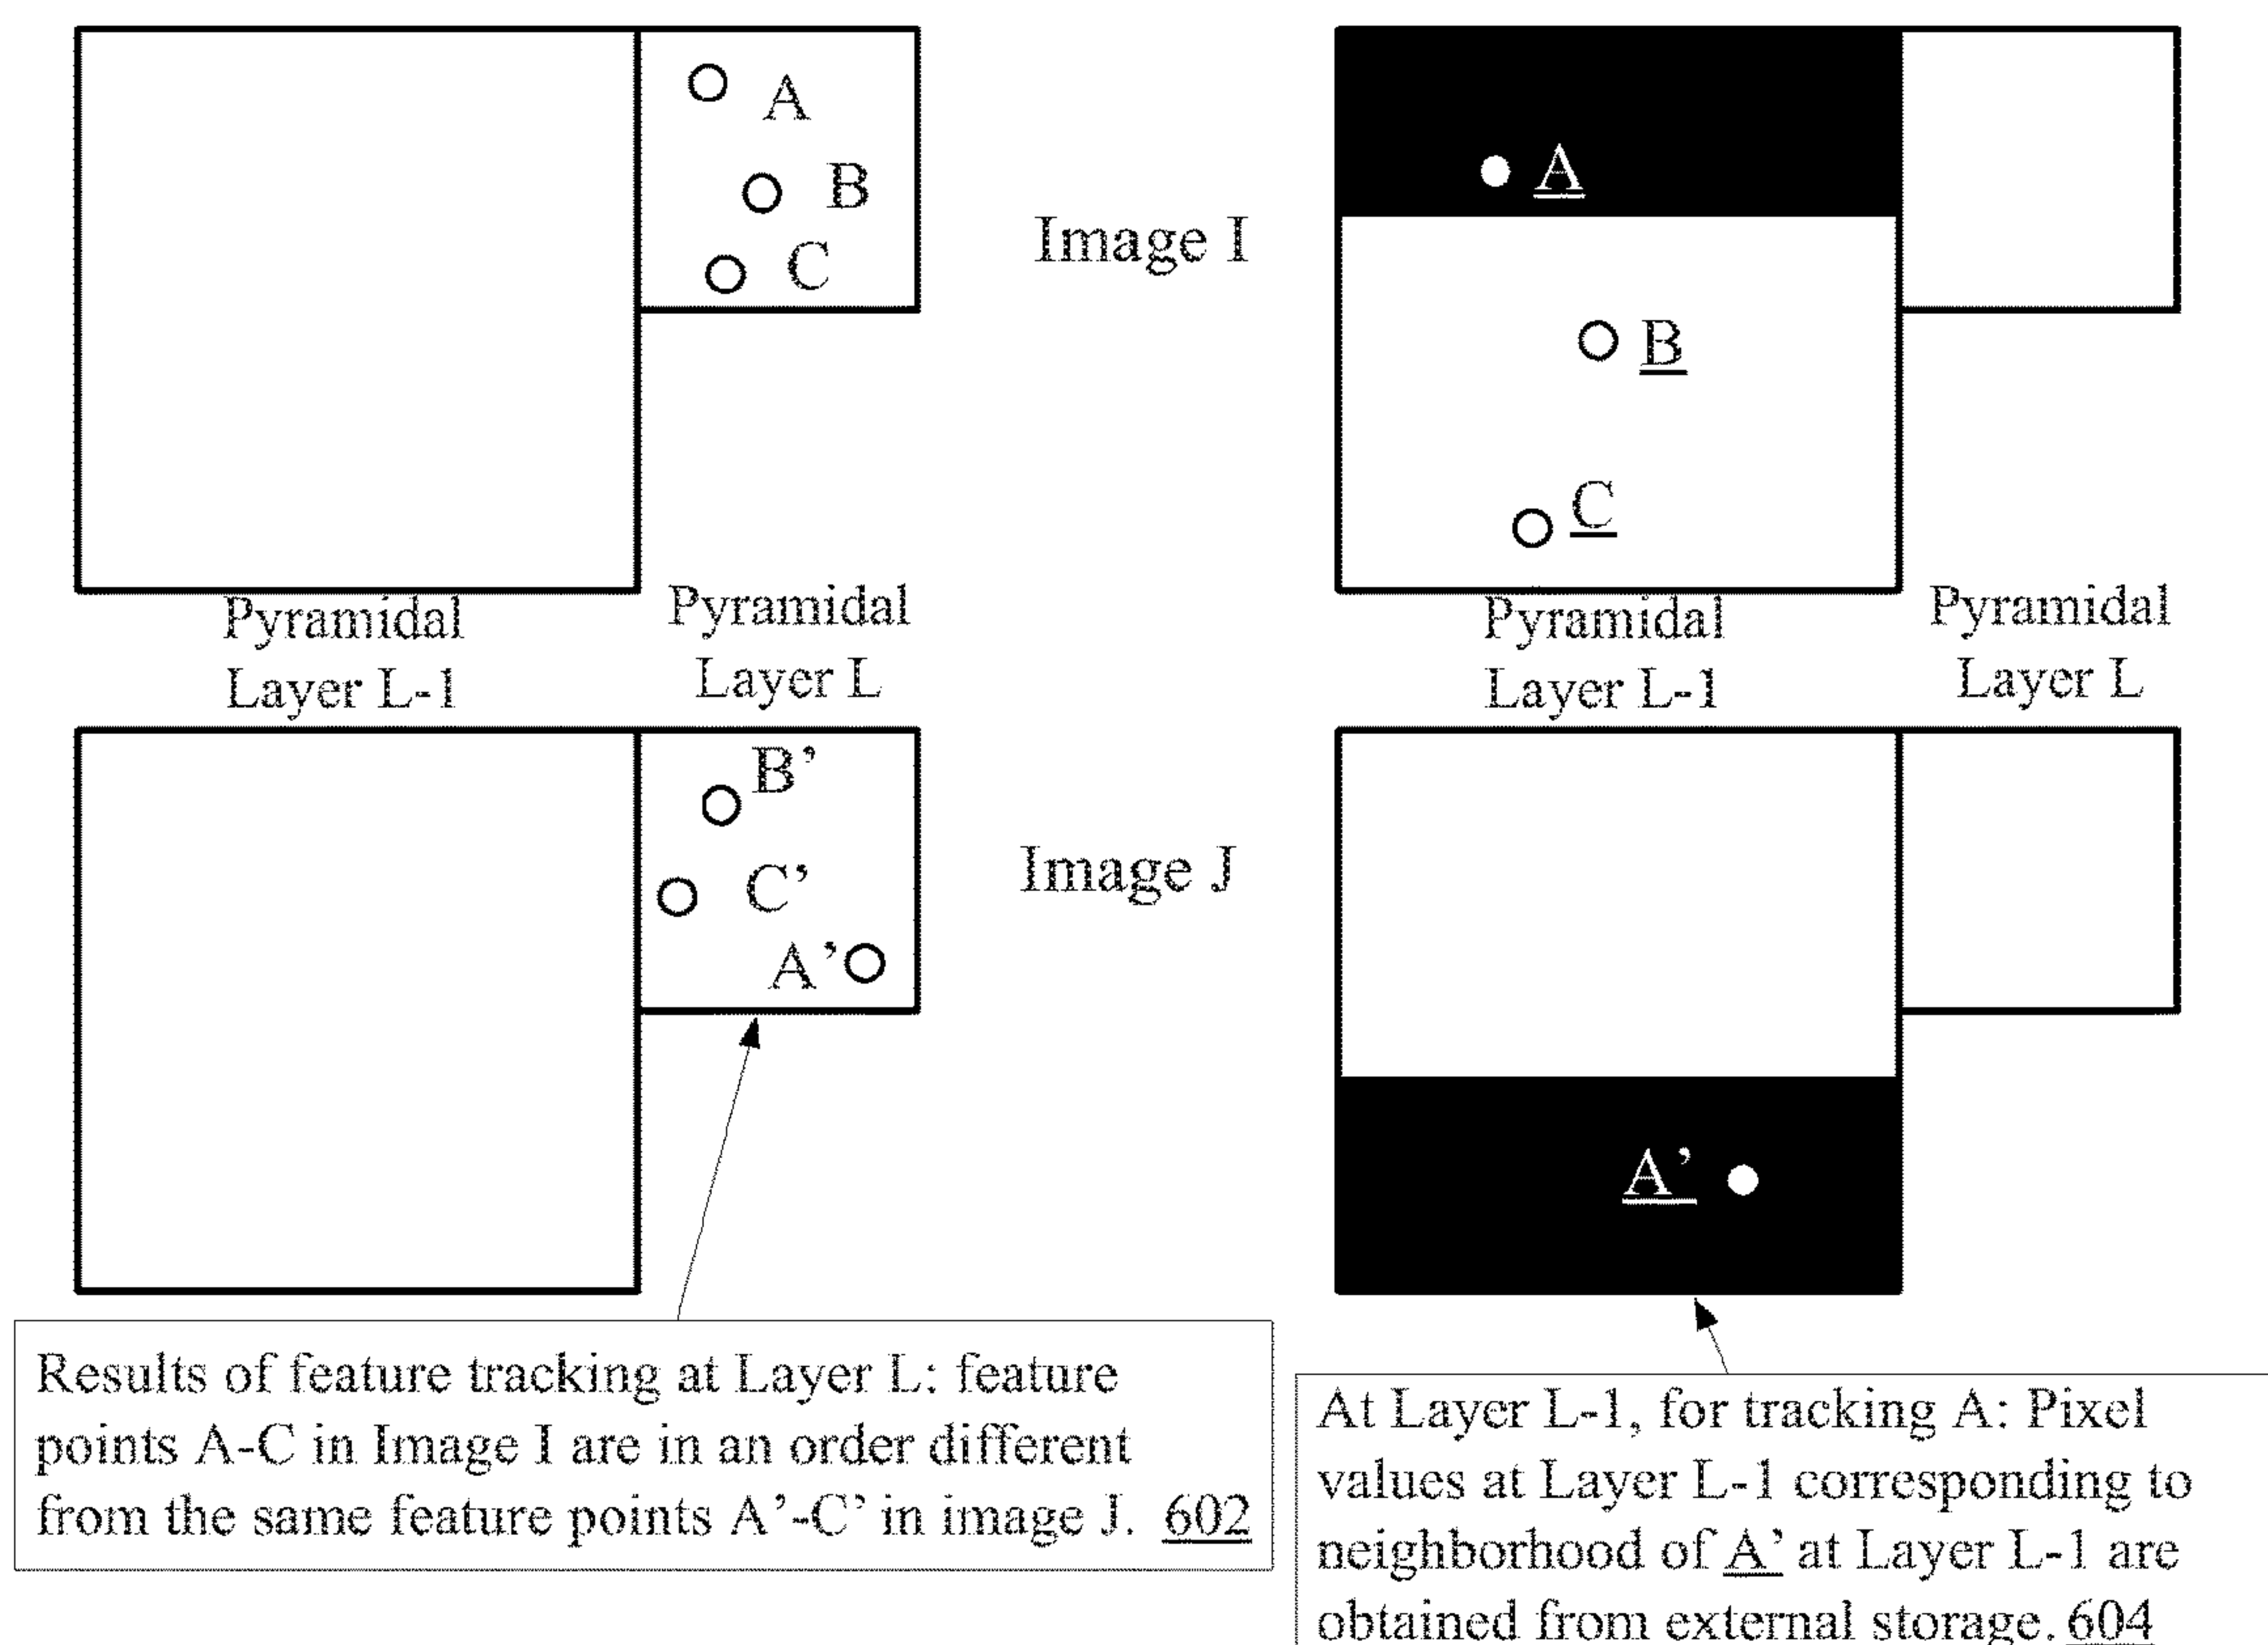 A
B
C
Image I
A
B
C
Pyramidal
Layer L-1
Pyramidal
Layer L
Pyramidal
Layer L-1
Pyramidal
Layer L
B’
C’
A’
Image J
A’
Results of feature tracking at Layer L: feature
points A-C in Image I are in an order different
from the same feature points A’-C’ in image J. 602
At Layer L-1, for tracking A: Pixel
values at Layer L-1 corresponding to
neighborhood of A’ at Layer L-1 are
obtained from external storage. 604